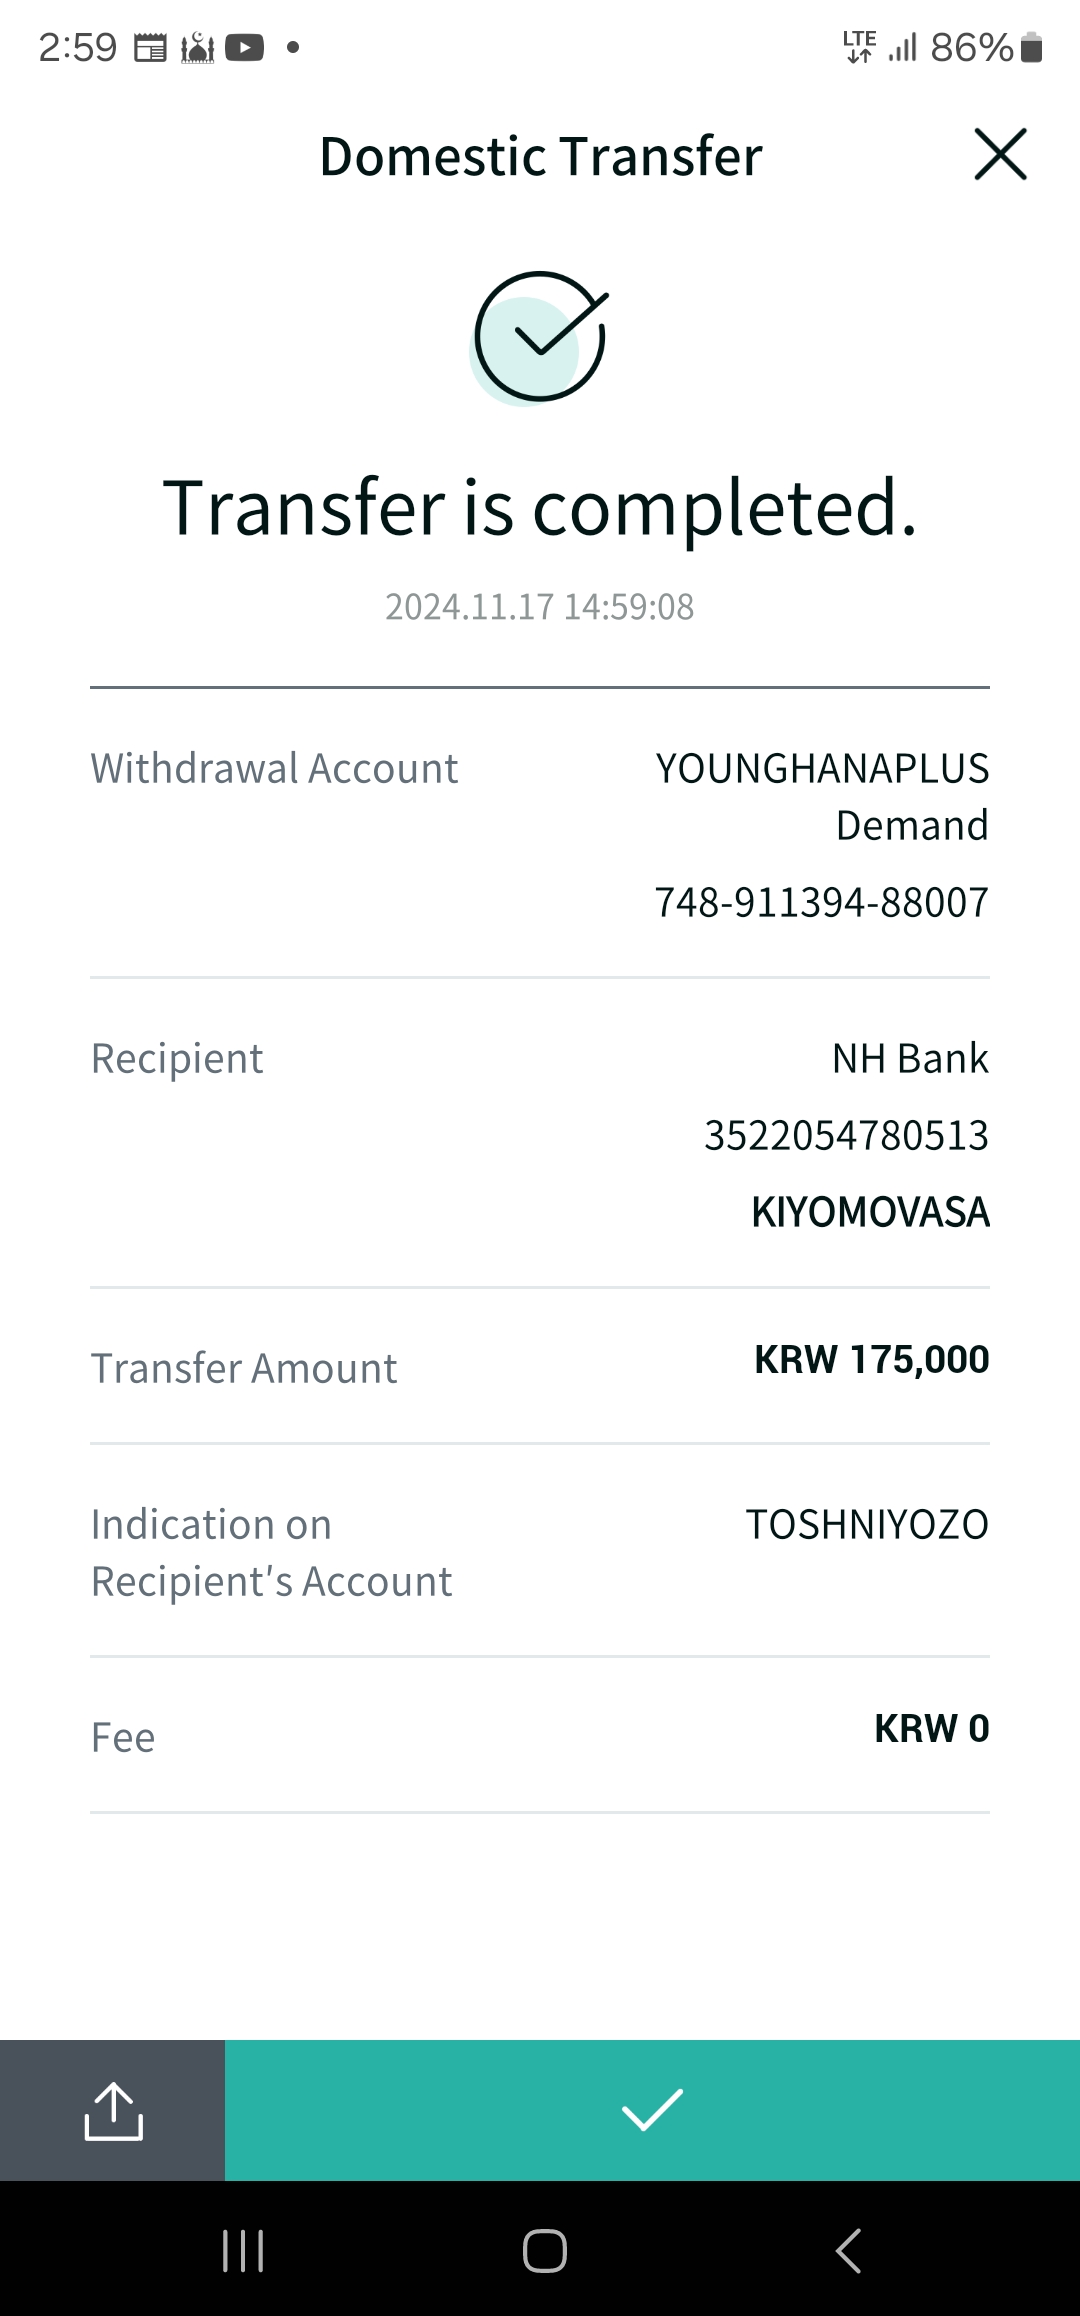 2:59
LTE
86%
Domestic Transfer
Transfer is completed.
2024.11.17 14:59:08
Withdrawal Account
YOUNGHANAPLUS
Demand
748-911394-88007
Recipient
NH Bank
3522054780513
KIYOMOVASA
Transfer Amount
KRW 175,000
Indication on
Recipient's Account
TOSHNIYOZO
Fee
KRW 0